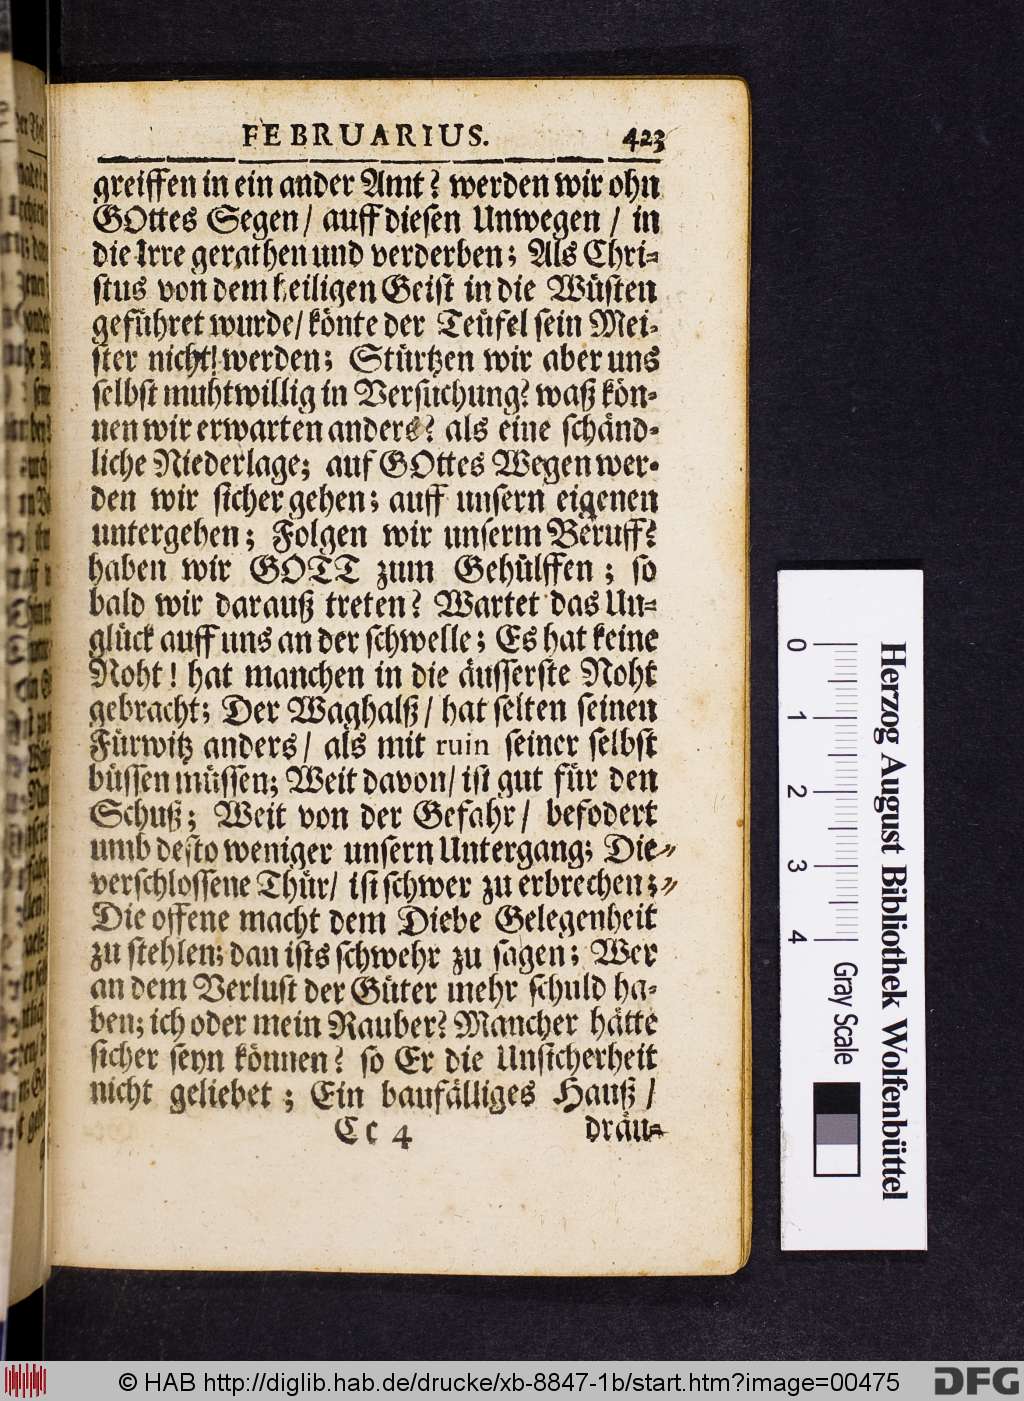 FEBRUARIUS. 423
greiffen in ein ander Amt? werden wir ohn
GOttes Segen/ auff diesen Unwegen/ in
die Irre gerathen und verderben; Als Chri-
stus von dem heiligen Geist in die Wüsten
geführet wurde/ könte der Teüfel sein Mei-
ster nicht werden; Stürtzen wir aber uns
selbst muhtwillig in Versuchung? waß kön-
nen wir erwarten anders? als eine schänd-
liche Niederlage; auf GOttes Wegen wer-
den wir sicher gehen; auff unsern eigenen
untergehen; Folgen wir unserm Beruff?
haben wir GOTT zum Gehülffen; so
bald wir darauß treten? Wartet das Un-
glück auff uns an der schwelle; Es hat keine
Noht! hat manchen in die äusserste Noht
gebracht; Der Waghalß/ hat selten seinen
Fürwitz anders/ als mit ruin seiner selbst
büssen müssen; Weit davon/ ist gut für den
Schuß; Weit von der Gefahr/ befodert
umb desto weniger unsern Untergang; Die
verschlossene Thür/ ist schwer zu erbrechen;
Die offene macht dem Diebe Gelegenheit
zu stehlen; dan ists schwehr zu sagen; Wer
an dem Verlust der Güter mehr schuld ha-
ben; ich oder mein Rauber? Mancher hätte
sicher seyn können? so Er die Unsicherheit
nicht geliebet; Ein baufälliges Hauß/
Cc 4 dräu-
Herzog August Bibliothek Wolfenbüttel
0 1 2 3 4 Gray Scale
© HAB http://diglib.hab.de/drucke/xb-8847-1b/start.htm?image=00475 DFG